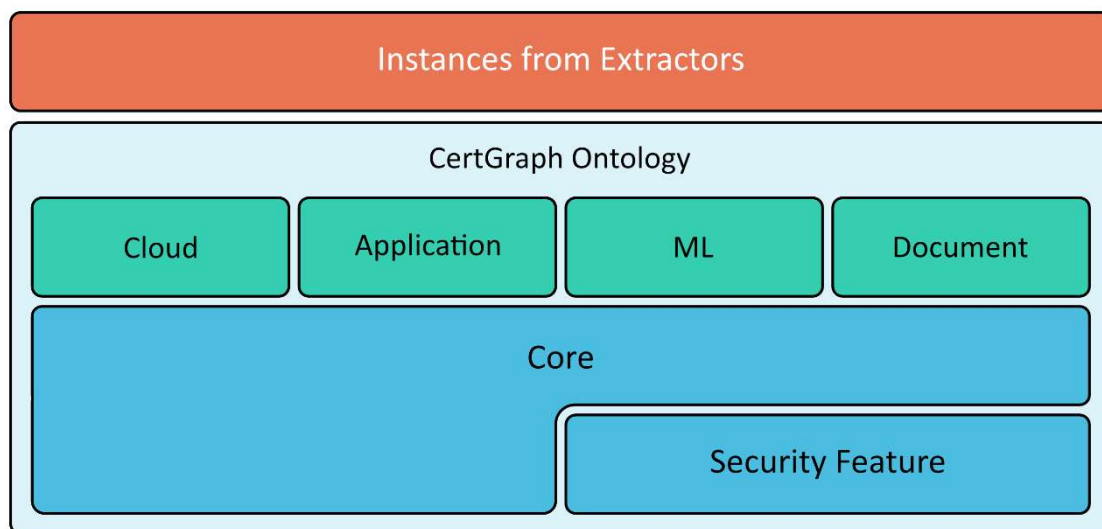 Instances from Extractors
CertGraph Ontology
Cloud
Application
ML
Document
Core
Security Feature